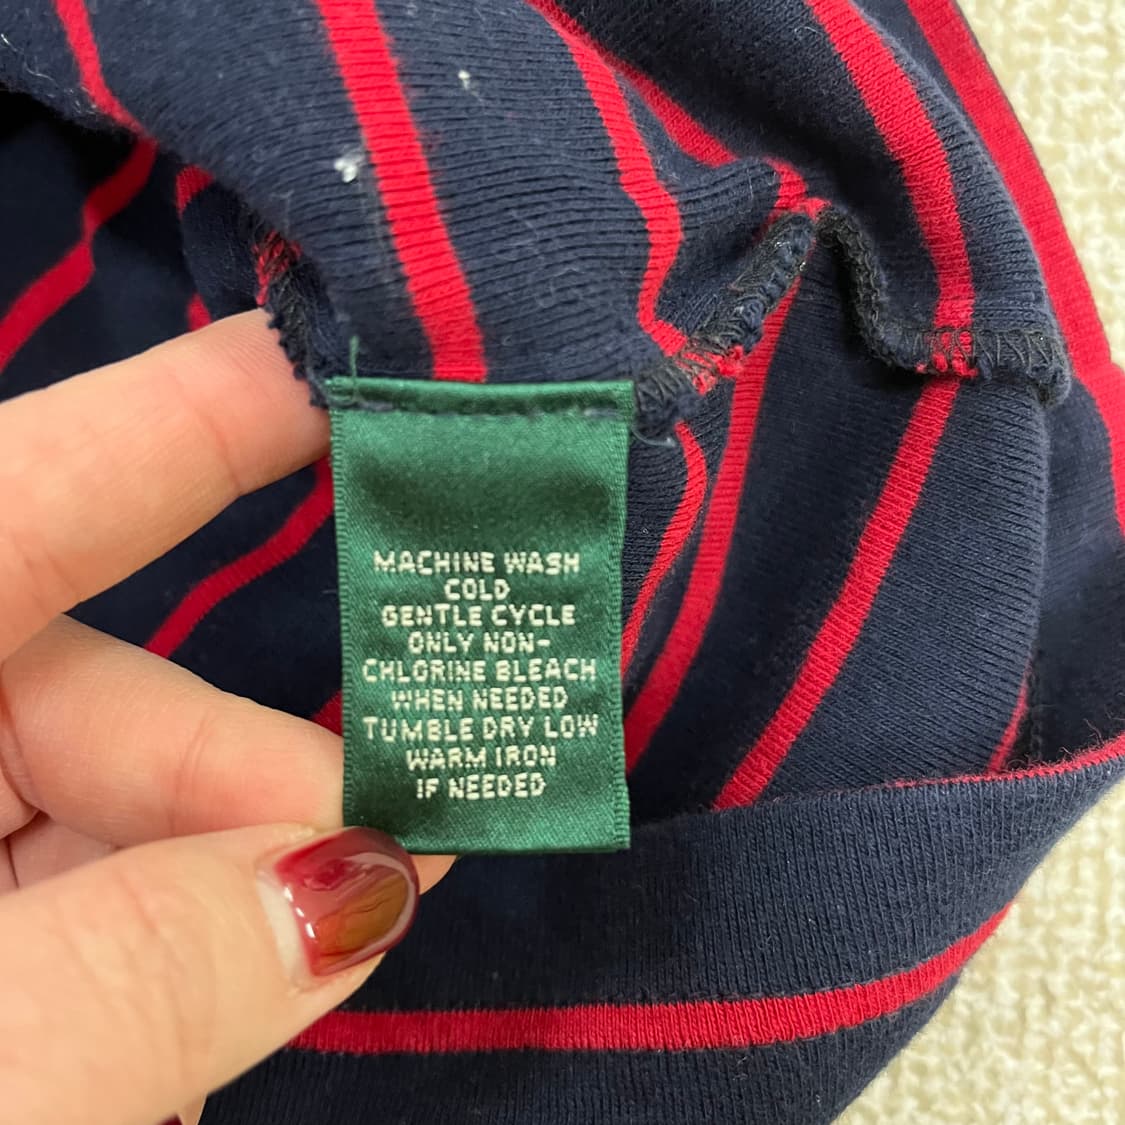 MACHINE WASH
COLD
GENTLE CYCLE
ONLY NON-
CHLORINE BLEACH
WHEN NEEDED
TUMBLE DRY LOW
WARM IRON
IF NEEDED